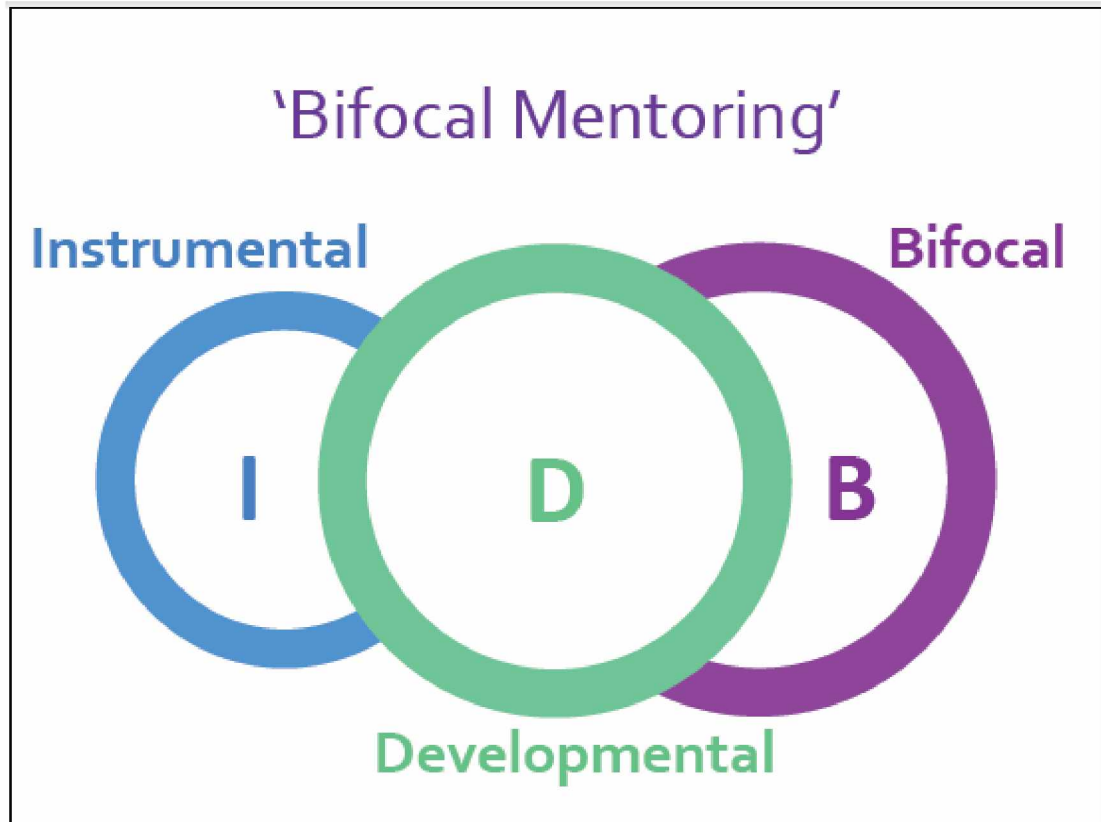 ‘Bifocal Mentoring’
Instrumental
Bifocal
I
D
B
Developmental